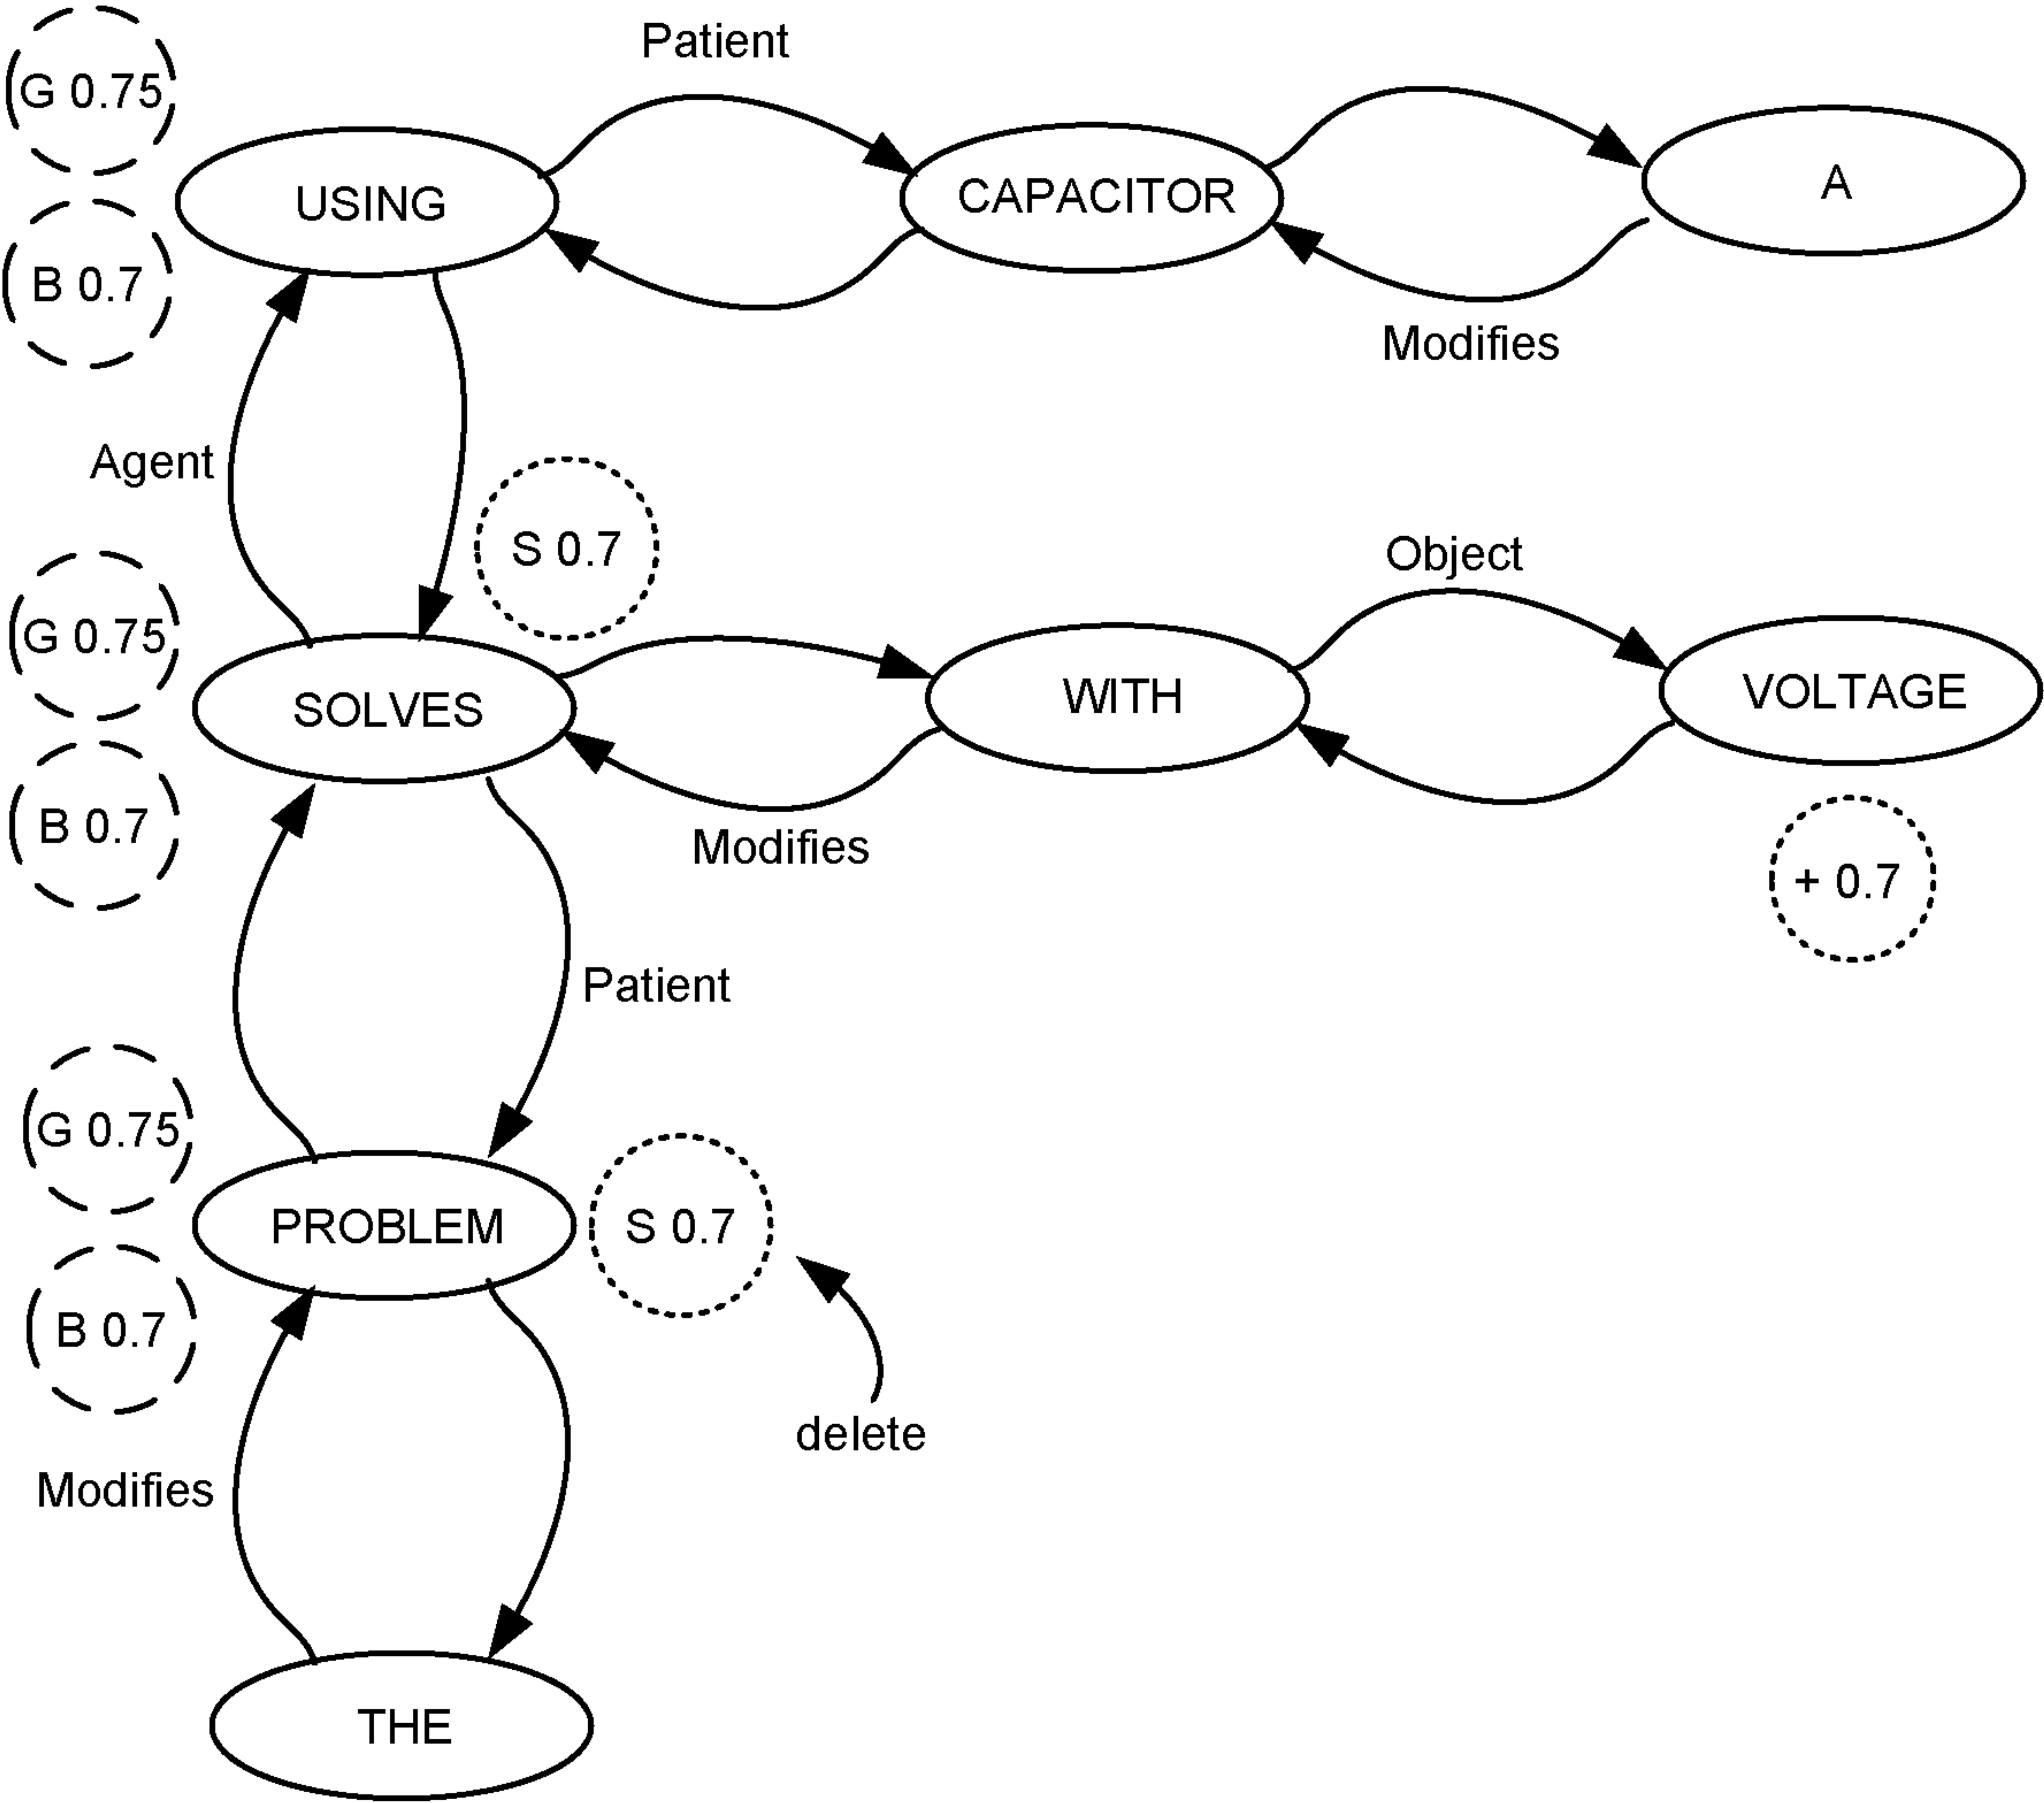 Patient
G 0.75
USING
CAPACITOR
A
B 0.7
Modifies
Agent
S 0.7
Object
G 0.75
SOLVES
WITH
VOLTAGE
B 0.7
Modifies
+ 0.7
Patient
G 0.75
PROBLEM
S 0.7
B 0.7
delete
Modifies
THE